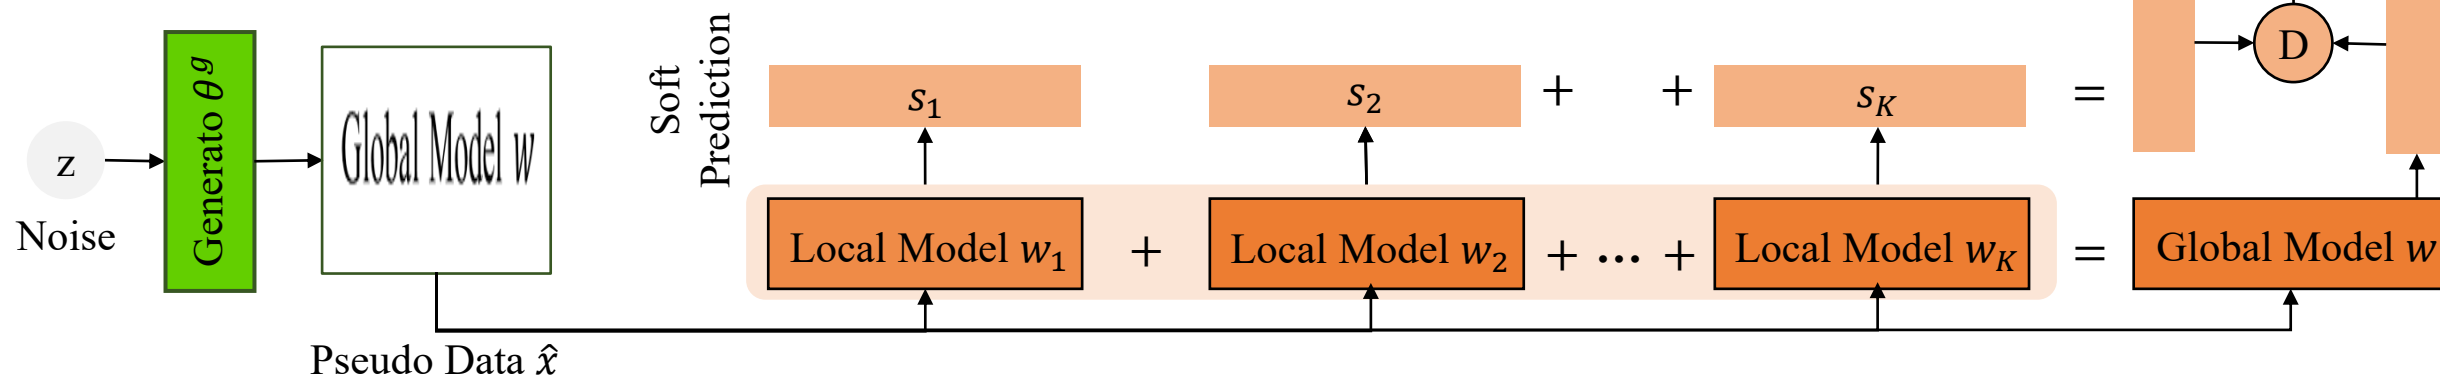 z
Noise
Generato θ^g
Global Model w
Pseudo Data x̂
Soft
Prediction
s_1
s_2 + + s_K =
D
Local Model w_1 + Local Model w_2 + ... + Local Model w_K = Global Model w